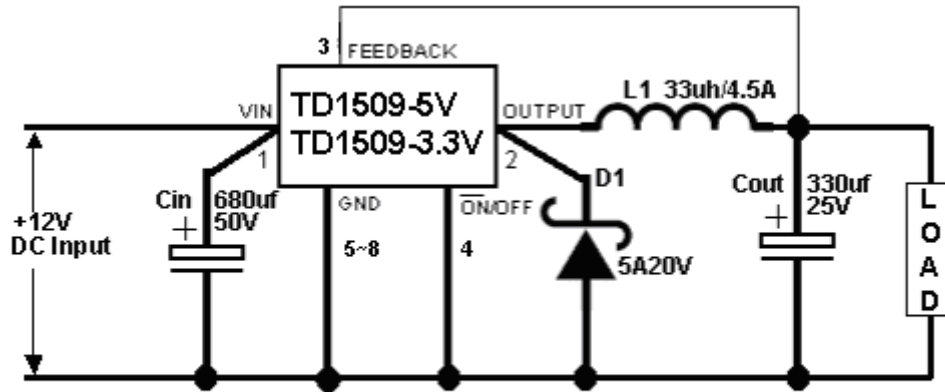 3 FEEDBACK
L1 33uh/4.5A
VIN
TD1509-5V
OUTPUT
TD1509-3.3V
1
2
Cin
680uf
50V
+
GND
ON/OFF
D1
Cout
330uf
25V
+
LOAD
+12V
DC Input
5~8
4
5A20V